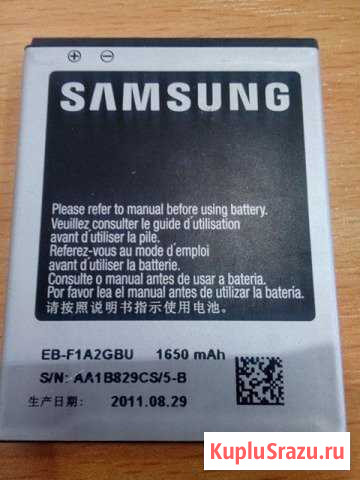 SAMSUNG
Please refer to manual before using battery.
Veuillez consulter le guide d'utilisation
avant d'utiliser la pile.
Referez-vous au mode d'emploi
avant d'utiliser la batterie.
Consulte o manual antes de usar a bateria.
Por favor lea el manual antes de utilizar la batería.
请按照说明书指示使用电池。
EB-F1A2GBU 1650 mAh
S/N: AA1B829CS/5-B
生产日期: 2011.08.29
KupluSrazu.ru